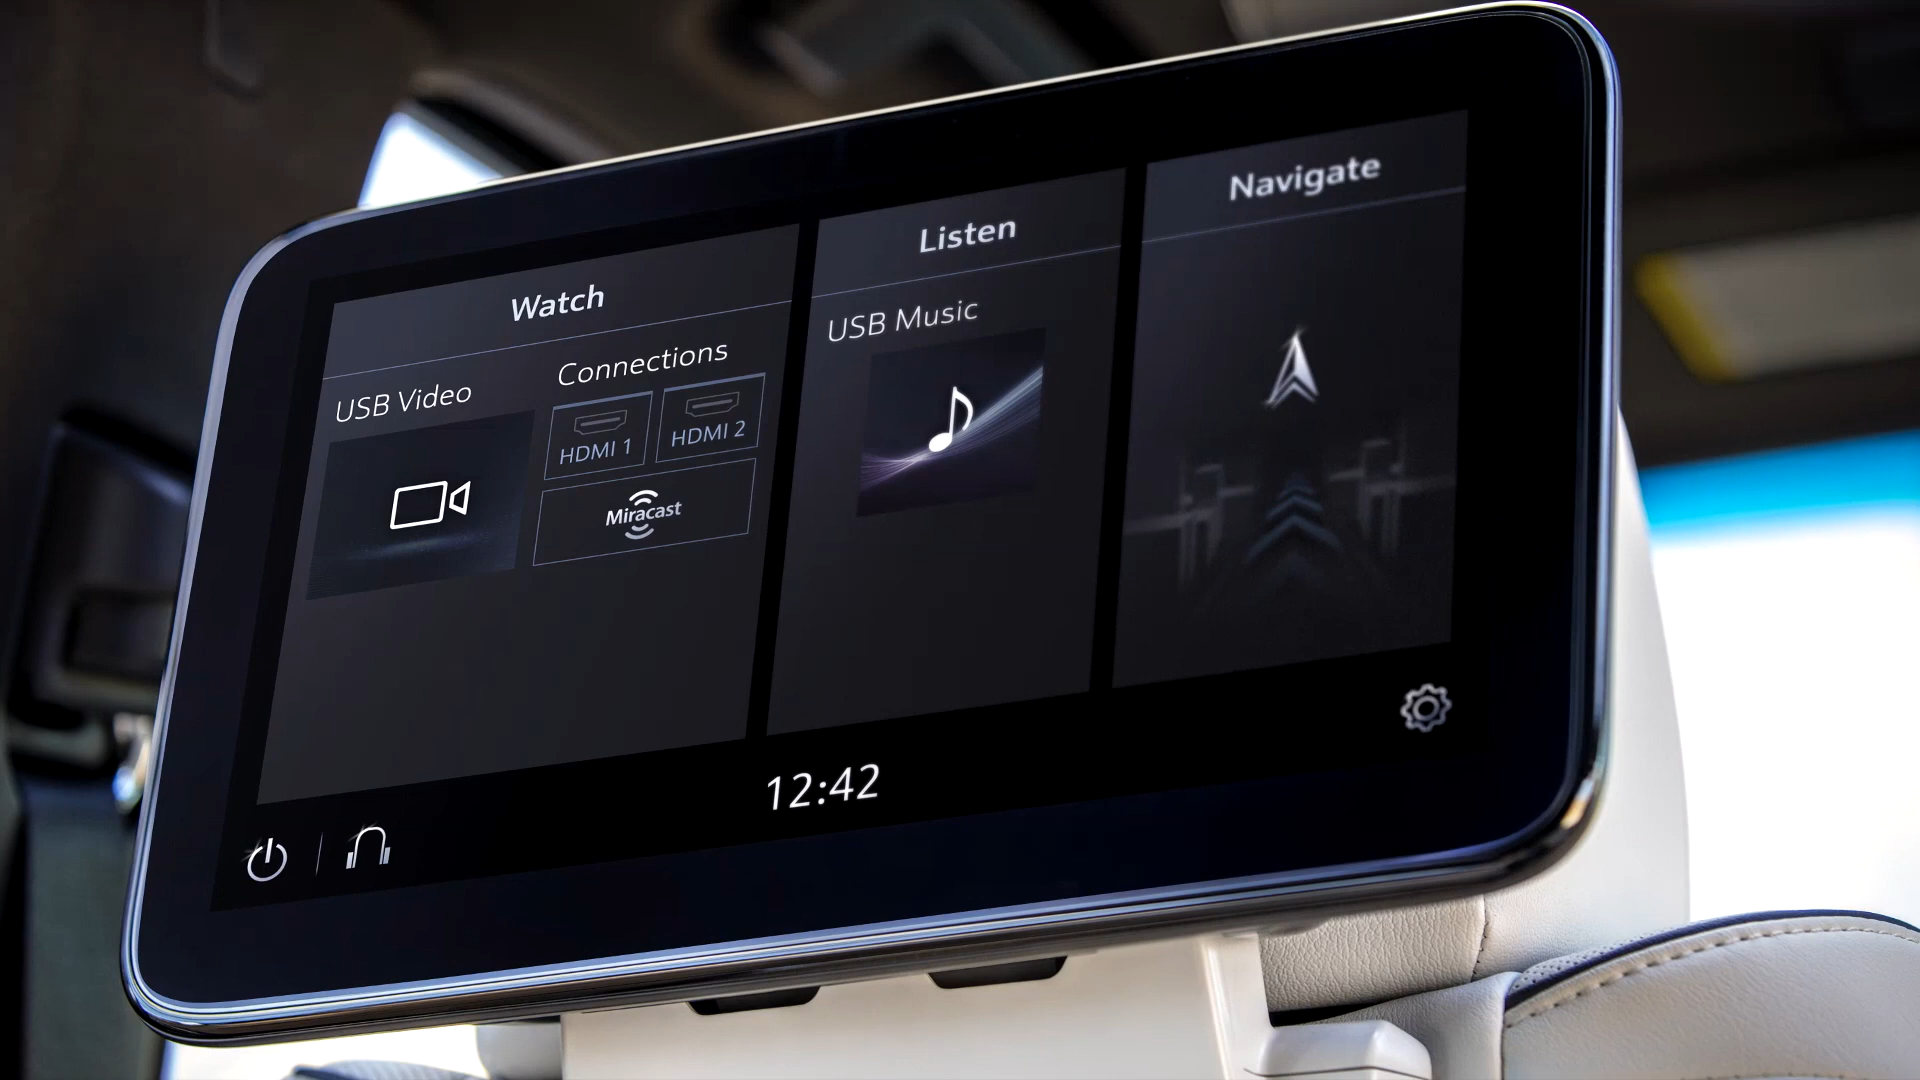 Watch
USB Video
Connections
HDMI 1
HDMI 2
Miracast
Listen
USB Music
Navigate
12:42